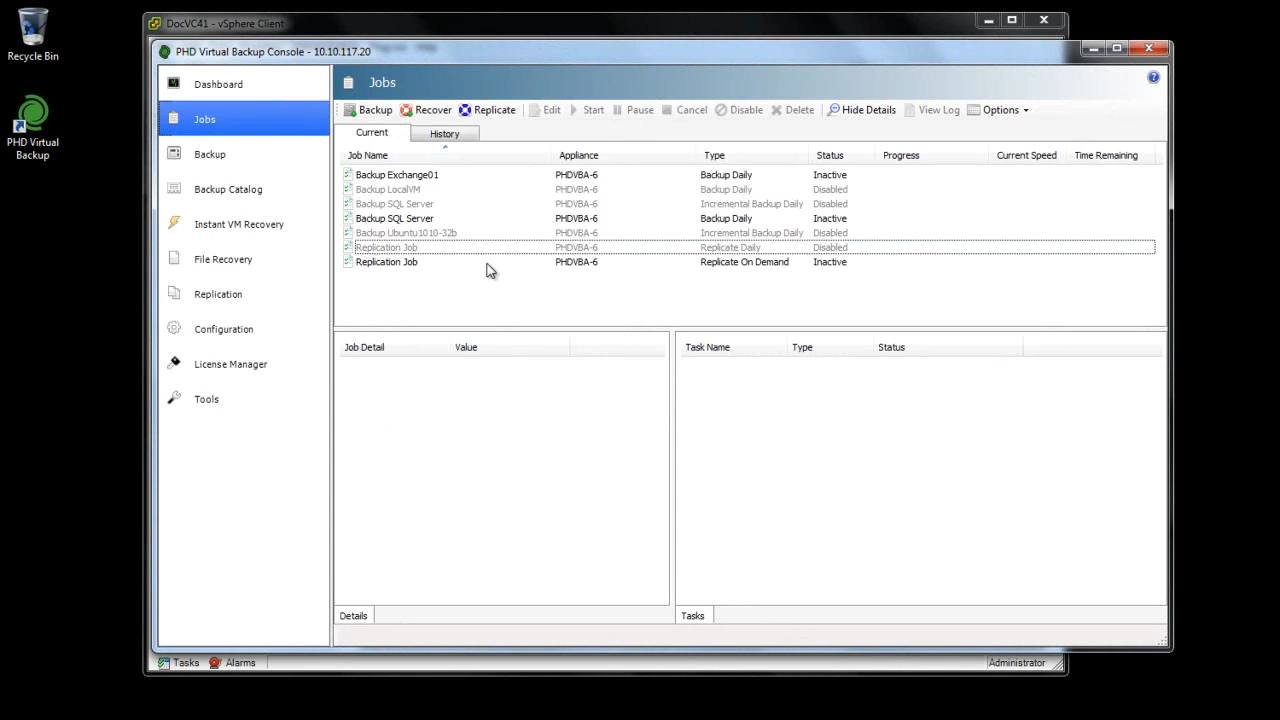 Recycle Bin
PHD Virtual
Backup
DocVC41 - vSphere Client
PHD Virtual Backup Console - 10.10.117.20
Dashboard
Jobs
Backup
Backup Catalog
Instant VM Recovery
File Recovery
Replication
Configuration
License Manager
Tools
Jobs
Backup Recover Replicate Edit Start Pause Cancel Disable Delete Hide Details View Log Options
Current History
Job Name Appliance Type Status Progress Current Speed Time Remaining
Backup Exchange01 PHDVBA-6 Backup Daily Inactive
Backup LocalVM PHDVBA-6 Backup Daily Disabled
Backup SQL Server PHDVBA-6 Incremental Backup Daily Disabled
Backup SQL Server PHDVBA-6 Backup Daily Inactive
Backup Ubuntu1010-32b PHDVBA-6 Incremental Backup Daily Disabled
Replication Job PHDVBA-6 Replicate Daily Disabled
Replication Job PHDVBA-6 Replicate On Demand Inactive
Job Detail Value
Task Name Type Status
Details
Tasks
Tasks Alarms Administrator